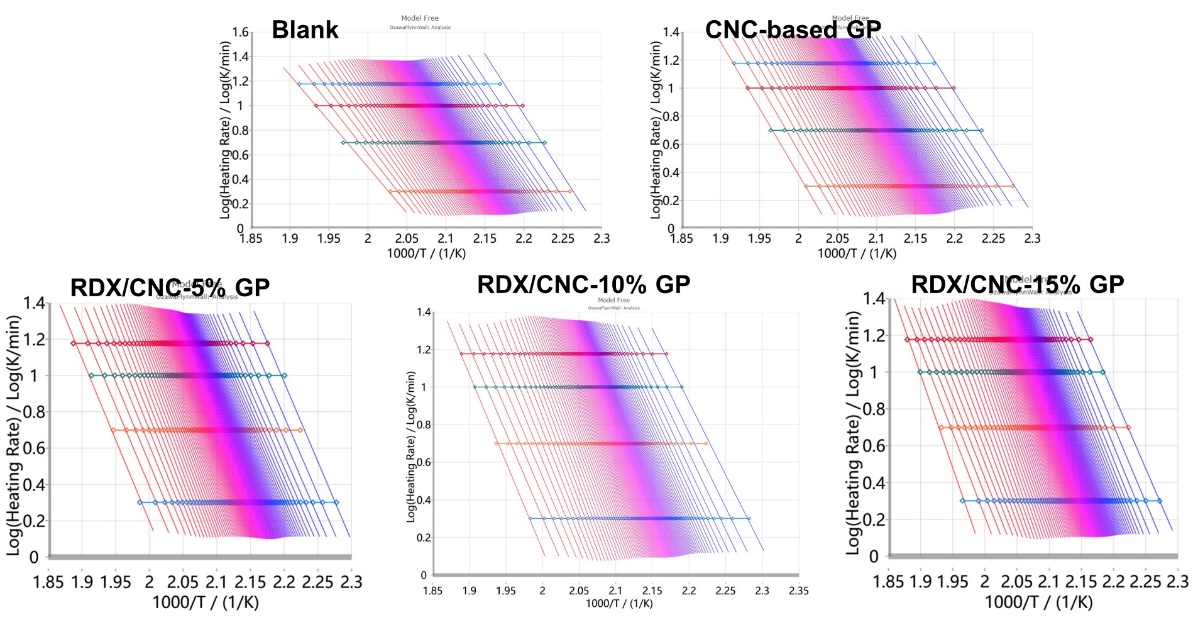 Model Free
OzawaFlynnWall: Analysis
Blank
1.6
1.4
1.2
1
0.8
0.6
0.4
0.2
0
Log(Heating Rate) / Log(K/min)
1.85 1.9 1.95 2 2.05 2.1 2.15 2.2 2.25 2.3
1000/T / (1/K)
Model Free
CNC-based GP
1.4
1.2
1
0.8
0.6
0.4
0.2
0
Log(Heating Rate) / Log(K/min)
1.85 1.9 1.95 2 2.05 2.1 2.15 2.2 2.25 2.3
1000/T / (1/K)
RDX/CNC-5% GP
OzawaFlynnWall: Analysis
1.4
1.2
1
0.8
0.6
0.4
0.2
0
Log(Heating Rate) / Log(K/min)
1.85 1.9 1.95 2 2.05 2.1 2.15 2.2 2.25 2.3
1000/T / (1/K)
RDX/CNC-10% GP
Model Free
OzawaFlynnWall: Analysis
1.4
1.2
1
0.8
0.6
0.4
0.2
0
Log(Heating Rate) / Log(K/min)
1.85 1.9 1.95 2 2.05 2.1 2.15 2.2 2.25 2.3 2.35
1000/T / (1/K)
RDX/CNC-15% GP
1.4
1.2
1
0.8
0.6
0.4
0.2
0
Log(Heating Rate) / Log(K/min)
1.85 1.9 1.95 2 2.05 2.1 2.15 2.2 2.25 2.3
1000/T / (1/K)